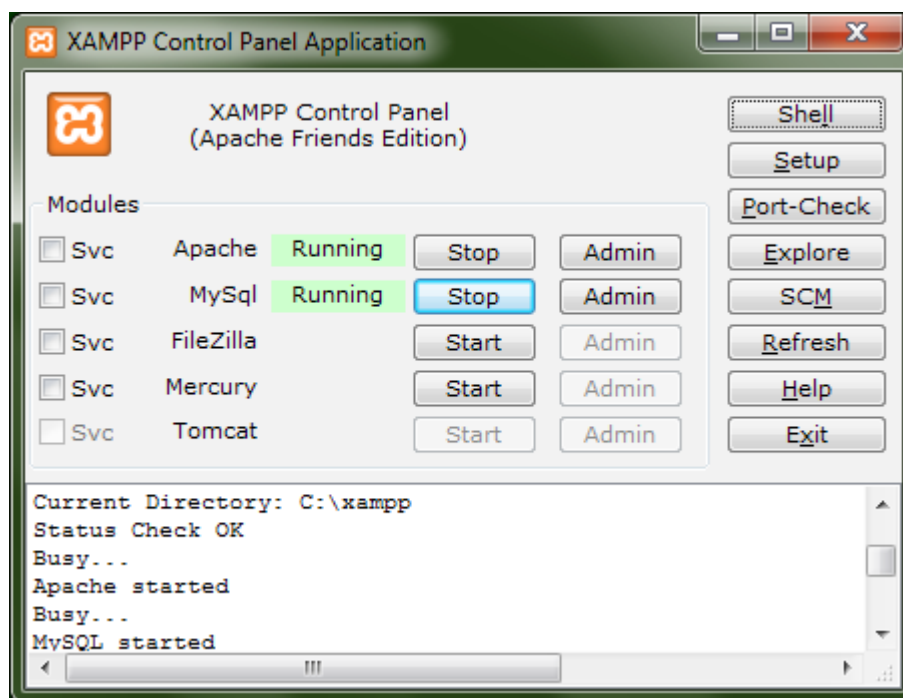 XAMPP Control Panel Application
XAMPP Control Panel
(Apache Friends Edition)
Shell
Setup
Port-Check
Explore
SCM
Refresh
Help
Exit
Modules
Svc Apache Running Stop Admin
Svc MySql Running Stop Admin
Svc FileZilla Start Admin
Svc Mercury Start Admin
Svc Tomcat Start Admin
Current Directory: C:\xampp
Status Check OK
Busy...
Apache started
Busy...
MySQL started